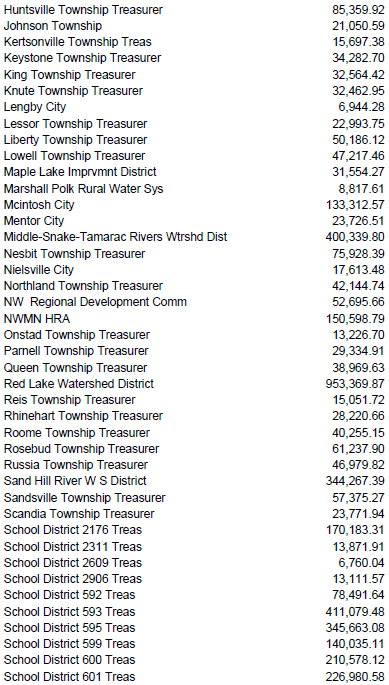 Huntsville Township Treasurer 85,359.92
Johnson Township 21,050.59
Kertsonville Township Treas 15,697.38
Keystone Township Treasurer 34,282.70
King Township Treasurer 32,564.42
Knute Township Treasurer 32,462.95
Lengby City 6,944.28
Lessor Township Treasurer 22,993.75
Liberty Township Treasurer 50,186.12
Lowell Township Treasurer 47,217.46
Maple Lake Imprvmnt District 31,554.27
Marshall Polk Rural Water Sys 8,817.61
Mcintosh City 133,312.57
Mentor City 23,726.51
Middle-Snake-Tamarac Rivers Wtrshd Dist 400,339.80
Nesbit Township Treasurer 75,928.39
Nielsville City 17,613.48
Northland Township Treasurer 42,144.74
NW Regional Development Comm 52,695.66
NWMN HRA 150,598.79
Onstad Township Treasurer 13,226.70
Parnell Township Treasurer 29,334.91
Queen Township Treasurer 38,969.63
Red Lake Watershed District 953,369.87
Reis Township Treasurer 15,051.72
Rhinehart Township Treasurer 28,220.66
Roome Township Treasurer 40,255.15
Rosebud Township Treasurer 61,237.90
Russia Township Treasurer 46,979.82
Sand Hill River W S District 344,267.39
Sandsville Township Treasurer 57,375.27
Scandia Township Treasurer 23,771.94
School District 2176 Treas 170,183.31
School District 2311 Treas 13,871.91
School District 2609 Treas 6,760.04
School District 2906 Treas 13,111.57
School District 592 Treas 78,491.64
School District 593 Treas 411,079.48
School District 595 Treas 345,663.08
School District 599 Treas 140,035.11
School District 600 Treas 210,578.12
School District 601 Treas 226,980.58